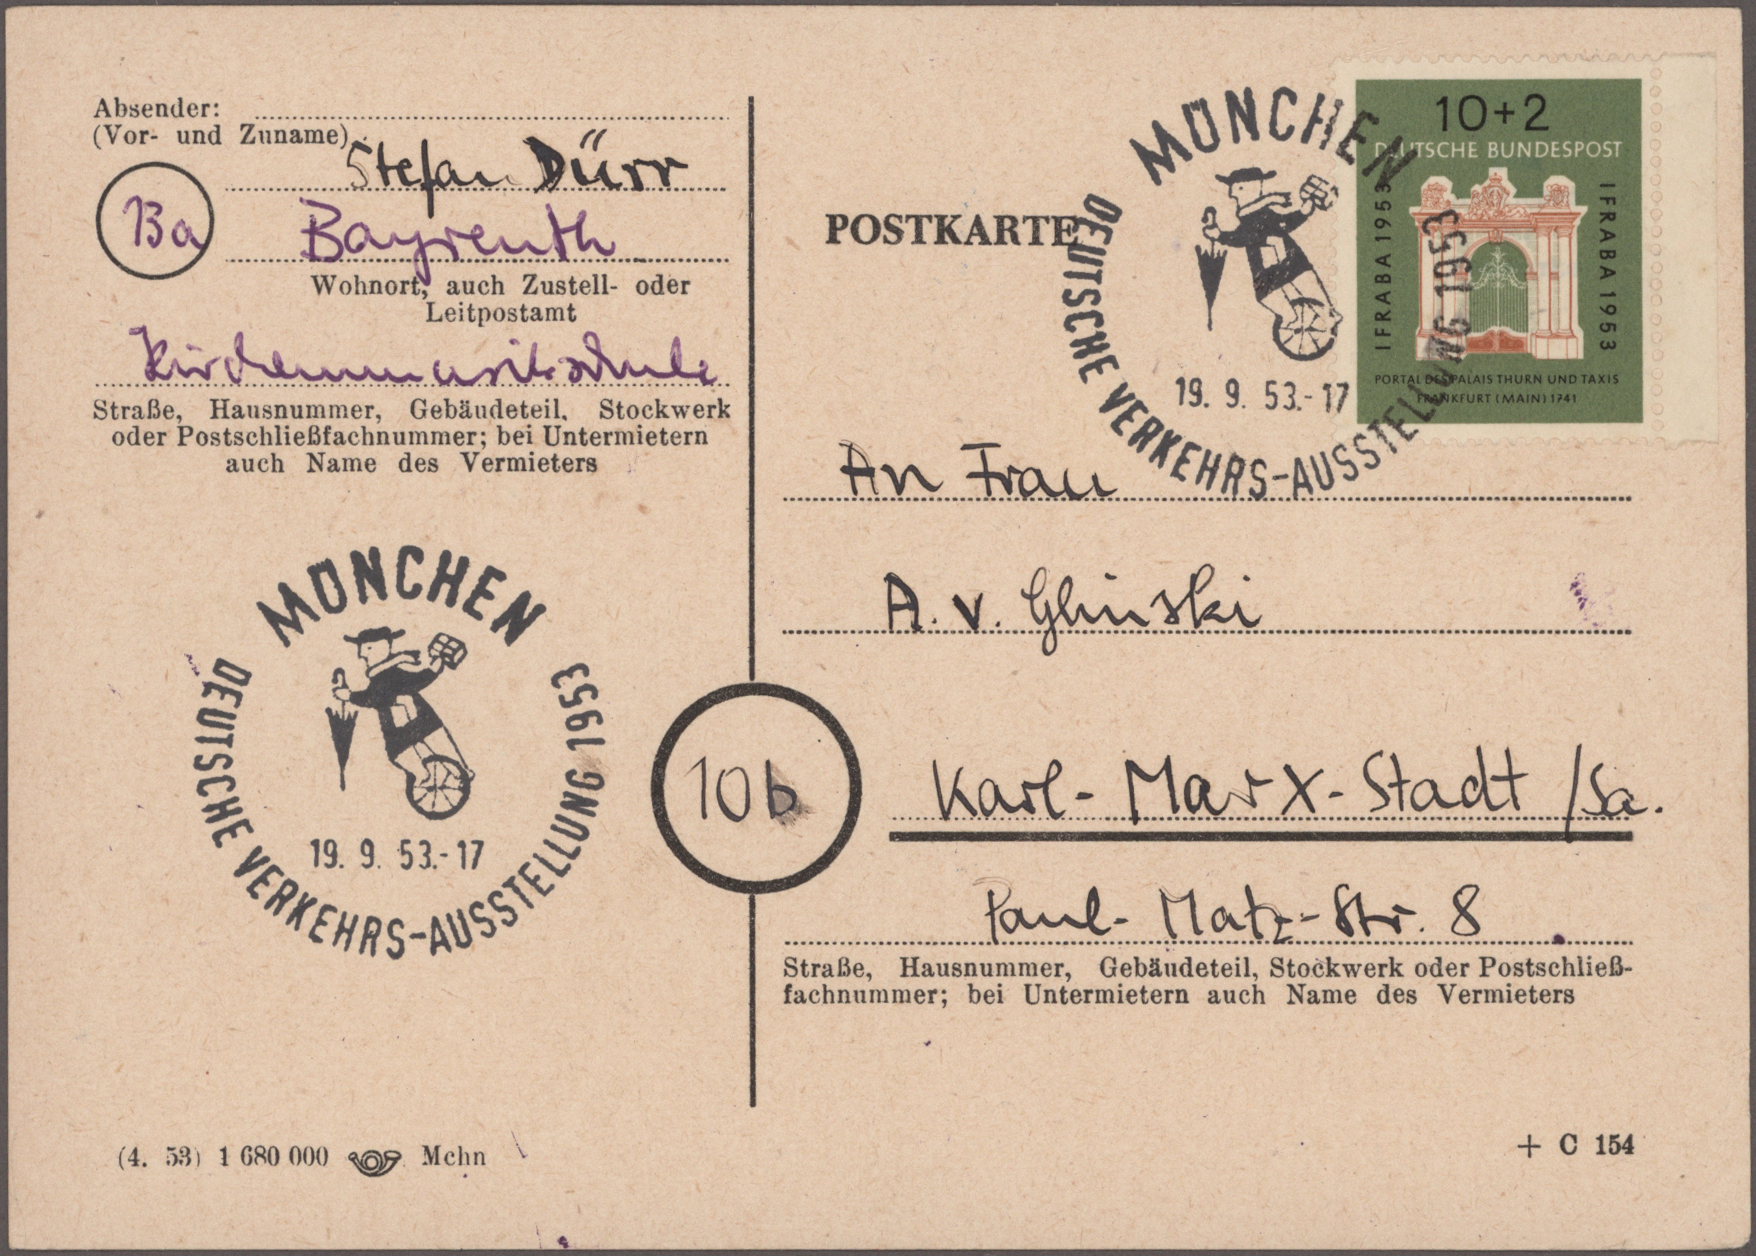 Absender:
(Vor- und Zuname)
Stefan Dürr
Ba
Bayreuth
Wohnort, auch Zustell- oder
Leitpostamt
Kirchenmusikschule
Straße, Hausnummer, Gebäudeteil, Stockwerk
oder Postschließfachnummer; bei Untermietern
auch Name des Vermieters
MÜNCHEN
DEUTSCHE VERKEHRS-AUSSTELLUNG 1953
19. 9. 53.-17
(4. 53) 1 680 000 Mchn
POSTKARTE
MÜNCHEN
DEUTSCHE VERKEHRS-AUSSTELLUNG 1953
19. 9. 53.-17
10+2
DEUTSCHE BUNDESPOST
IFRABA 1953
IFRABA 1953
PORTAL DES PALAIS THURN UND TAXIS
FRANKFURT (MAIN) 1741
An Frau
A. v. Glinski
10b
Karl-Marx-Stadt /Sa.
Paul-Matz-Str. 8
Straße, Hausnummer, Gebäudeteil, Stockwerk oder Postschließ-
fachnummer; bei Untermietern auch Name des Vermieters
+ C 154